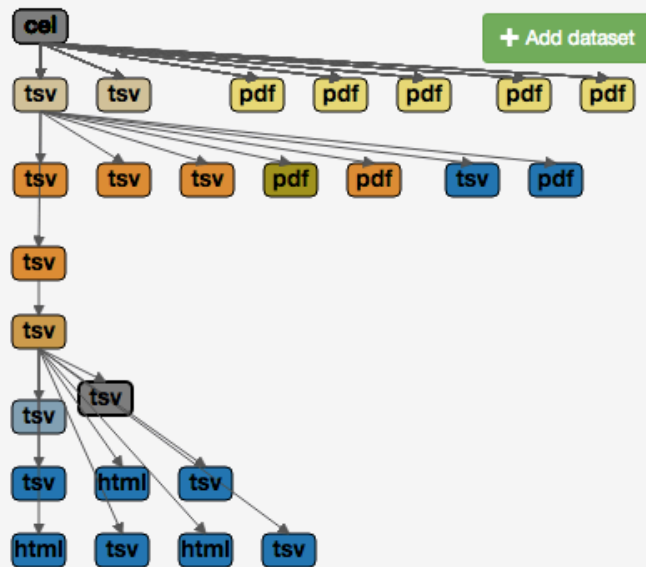 cel
+ Add dataset
tsv tsv pdf pdf pdf pdf pdf
tsv tsv tsv pdf pdf tsv pdf
tsv
tsv
tsv
tsv
tsv html tsv
html tsv html tsv